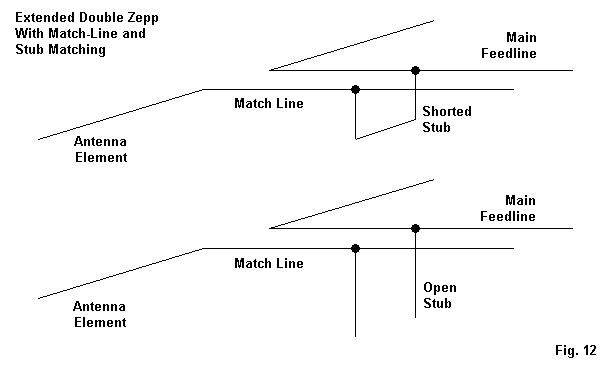 Extended Double Zepp
With Match-Line and
Stub Matching
Main
Feedline
Match Line
Shorted
Stub
Antenna
Element
Main
Feedline
Match Line
Open
Stub
Antenna
Element
Fig. 12